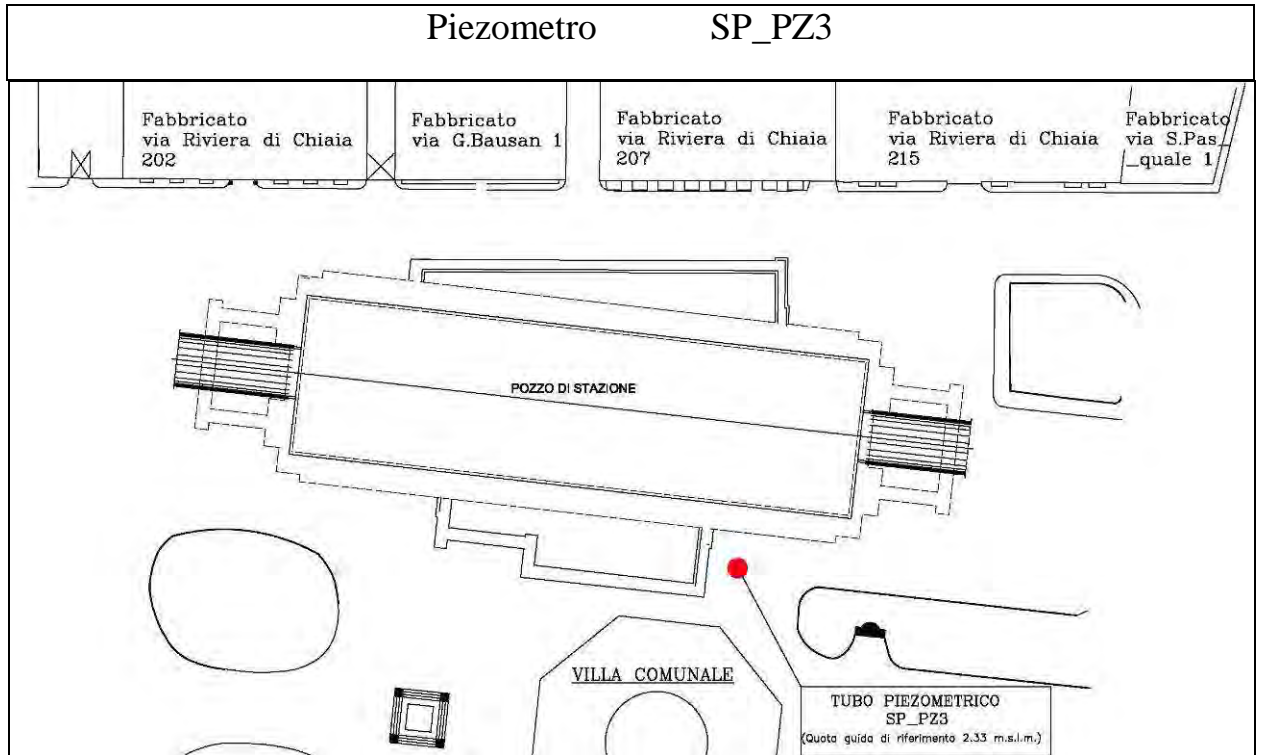 Piezometro SP_PZ3
Fabbricato
via Riviera di Chiaia
202
Fabbricato
via G.Bausan 1
Fabbricato
via Riviera di Chiaia
207
Fabbricato
via Riviera di Chiaia
215
Fabbricato
via S.Pas_
_quale 1
POZZO DI STAZIONE
VILLA COMUNALE
TUBO PIEZOMETRICO
SP_PZ3
(Quota guida di riferimento 2.33 m.s.l.m.)